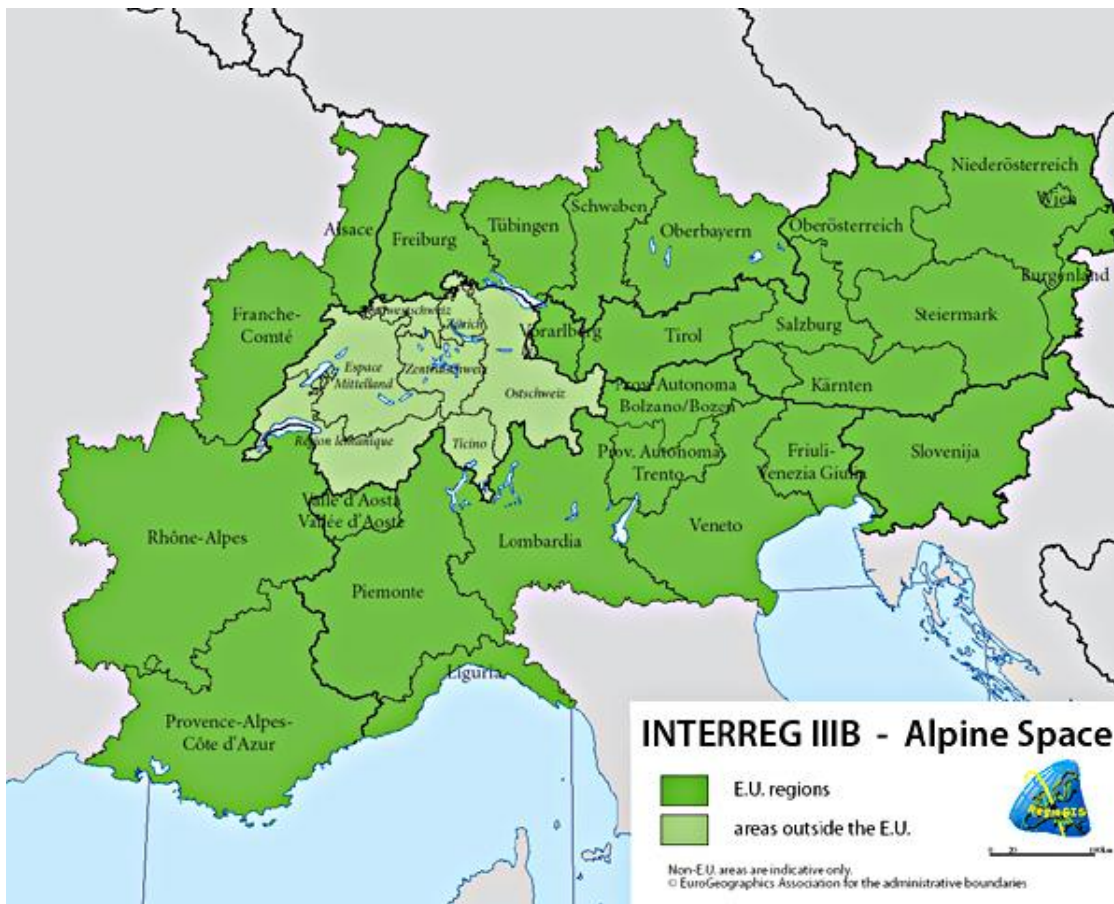 Niederösterreich
Wien
Alsace
Freiburg
Tübingen
Schwaben
Oberbayern
Oberösterreich
Burgenland
Franche-
Comté
Zürich
Vorarlberg
Tirol
Salzburg
Steiermark
Espace
Mittelland
Zentralschweiz
Ostschweiz
Prov. Autonoma
Bolzano/Bozen
Kärnten
Région lémanique
Ticino
Prov. Autonoma
Trento
Friuli-
Venezia Giulia
Slovenija
Valle d'Aosta
Vallée d'Aoste
Rhône-Alpes
Lombardia
Veneto
Piemonte
Liguria
Provence-Alpes-
Côte d'Azur
INTERREG IIIB - Alpine Space
E.U. regions
areas outside the E.U.
RegioGIS
Non-E.U. areas are indicative only.
© EuroGeographics Association for the administrative boundaries